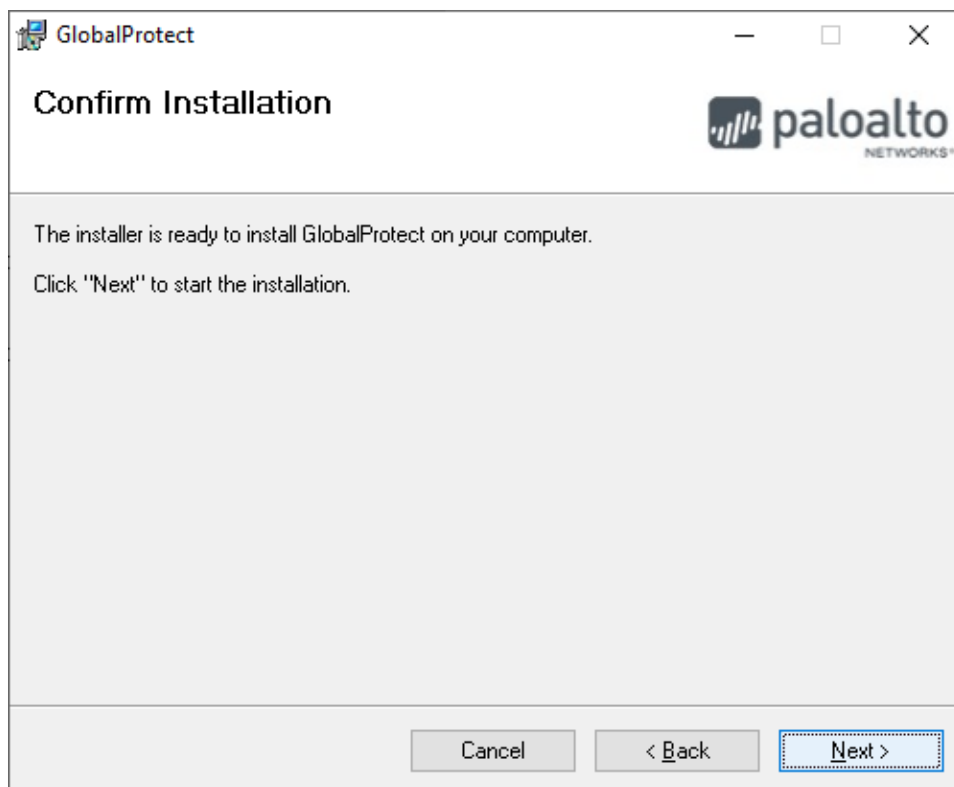 GlobalProtect
Confirm Installation
paloalto
NETWORKS®
The installer is ready to install GlobalProtect on your computer.
Click "Next" to start the installation.
Cancel
< Back
Next >